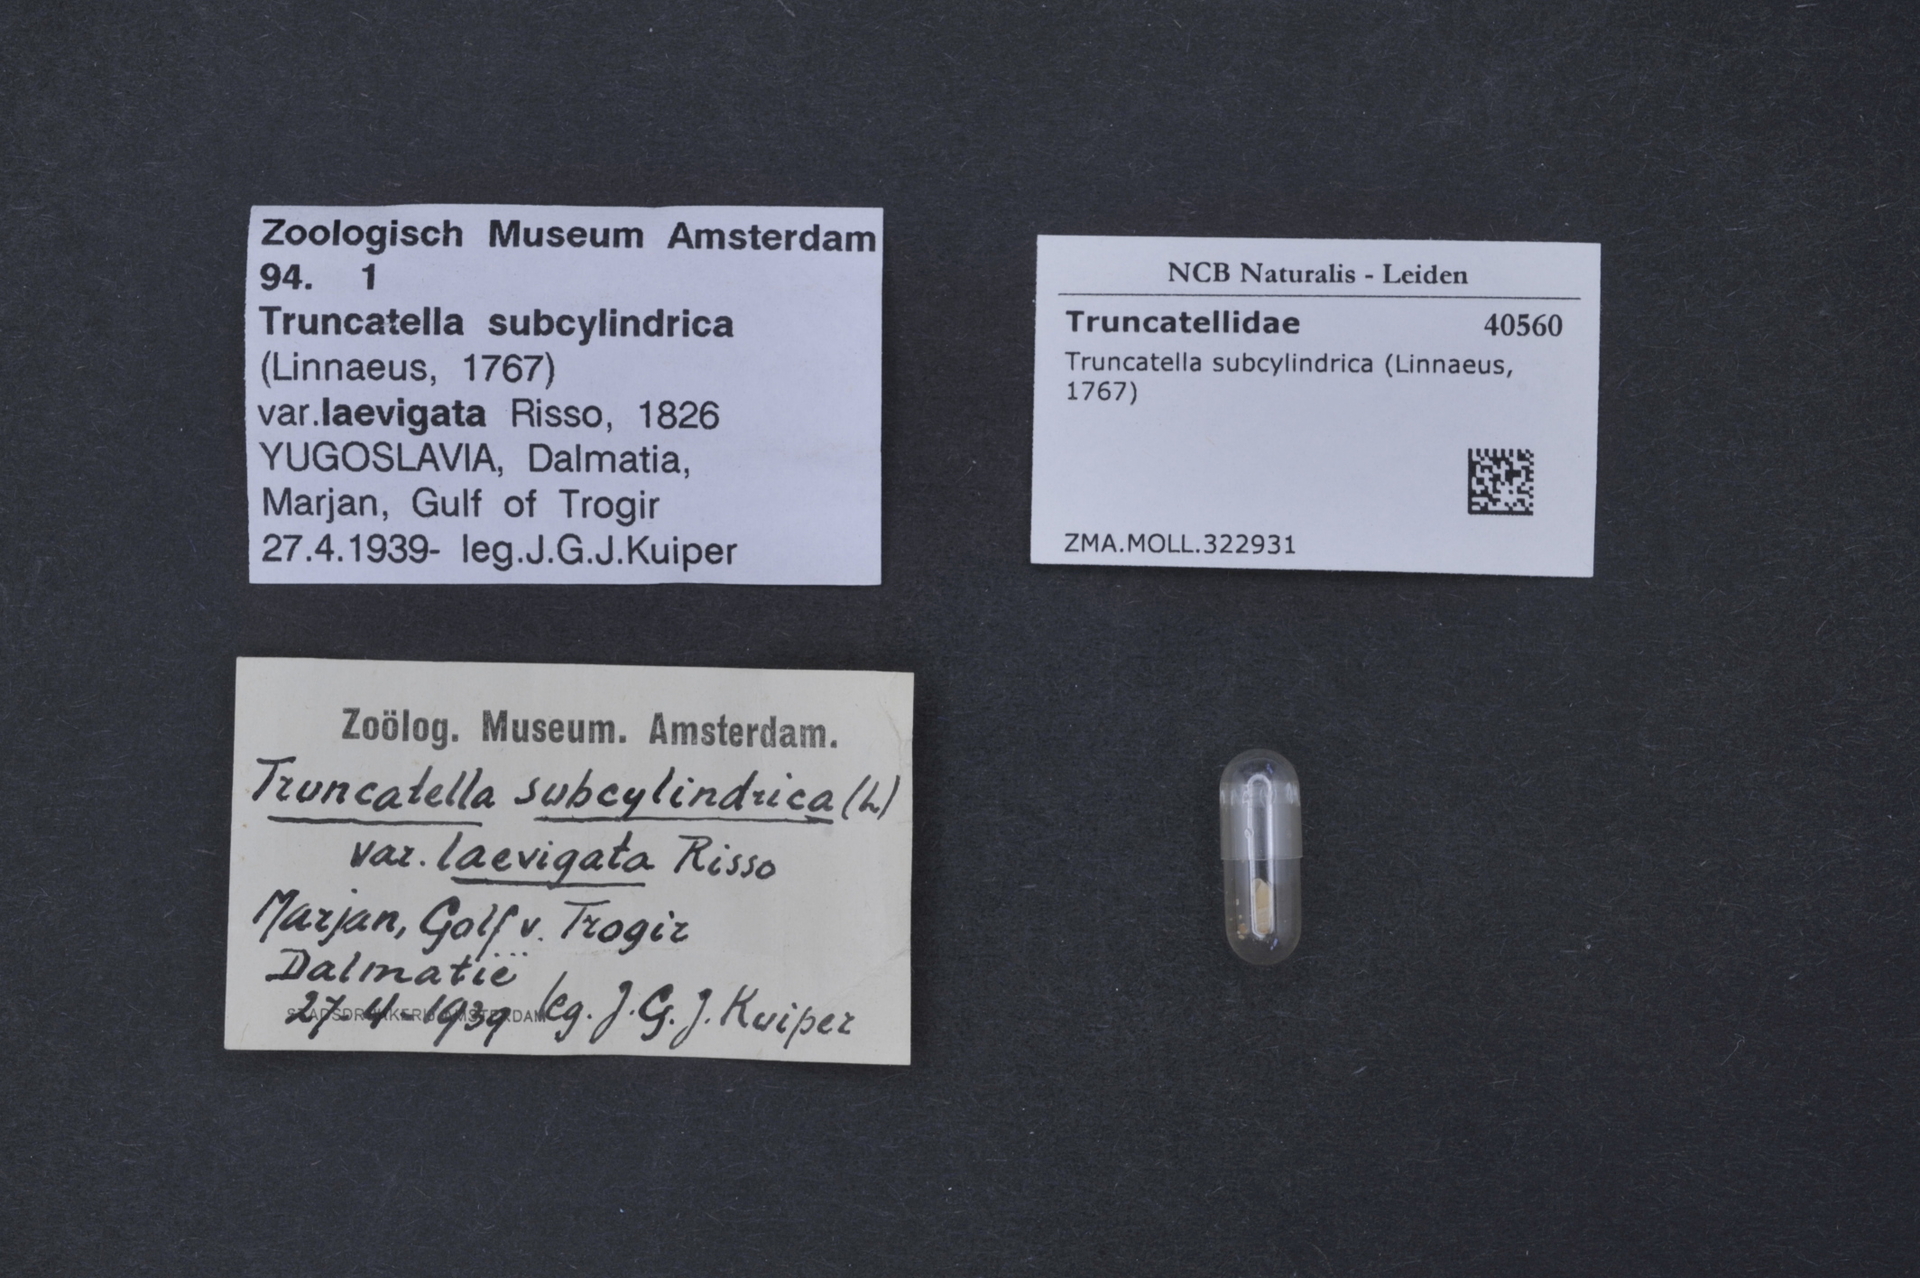 Zoologisch Museum Amsterdam
94. 1
Truncatella subcylindrica
(Linnaeus, 1767)
var.laevigata Risso, 1826
YUGOSLAVIA, Dalmatia,
Marjan, Gulf of Trogir
27.4.1939- leg.J.G.J.Kuiper
NCB Naturalis - Leiden
Truncatellidae 40560
Truncatella subcylindrica (Linnaeus,
1767)
ZMA.MOLL.322931
Zoölog. Museum. Amsterdam.
Truncatella subcylindrica (L)
var. laevigata Risso
Marjan, Golf v. Trogir
Dalmatië
27-4-1939 leg. J. G. J. Kuiper
STADSDRUKKERIJ AMSTERDAM